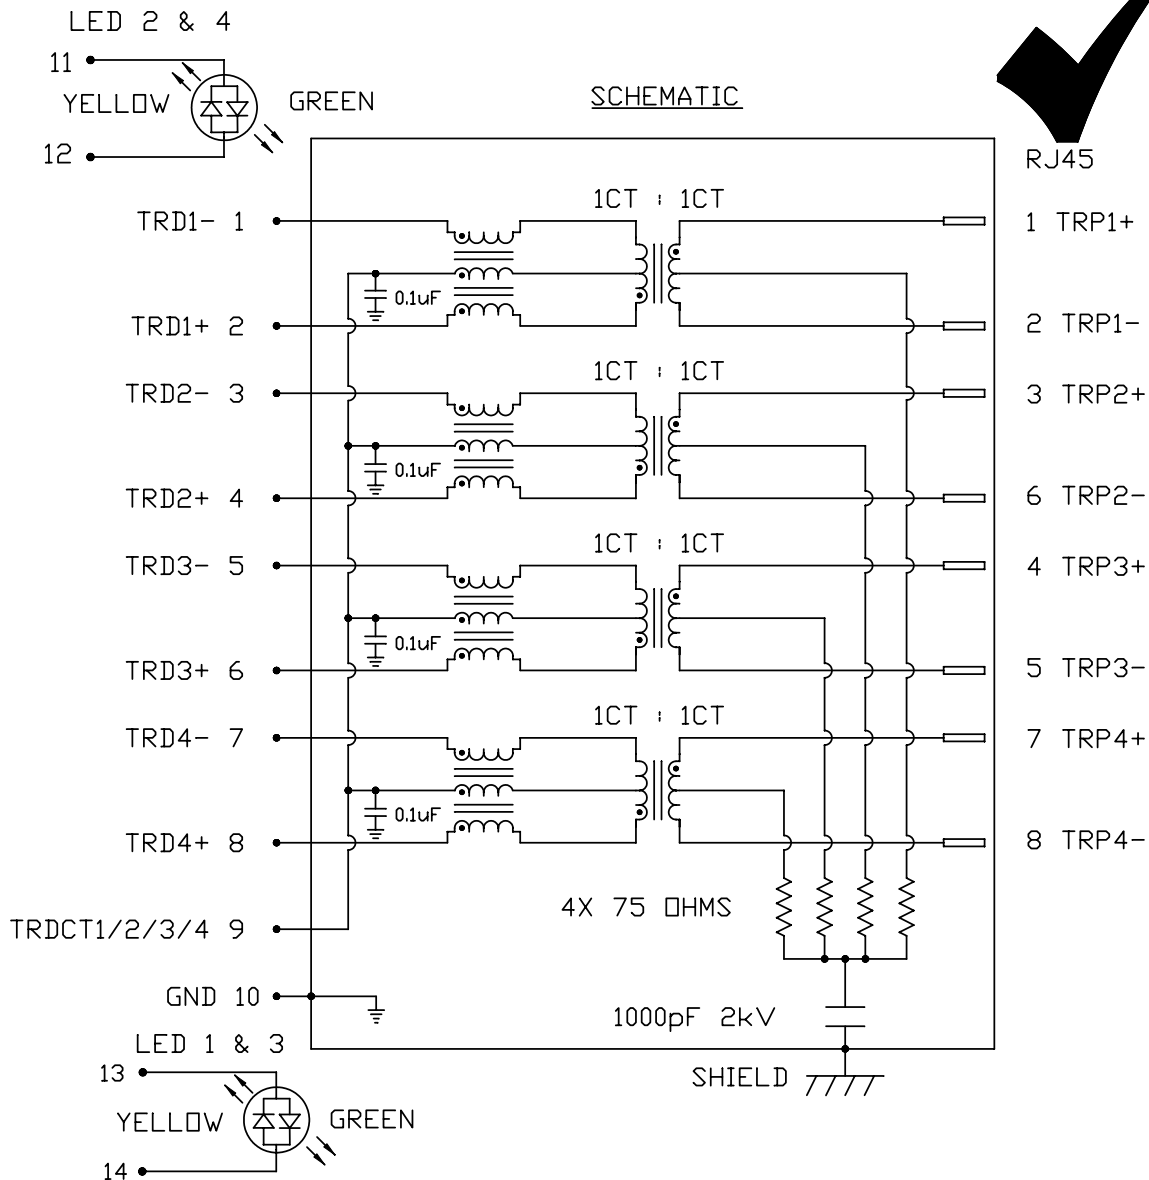 LED 2 & 4
11
YELLOW
GREEN
12
SCHEMATIC
RJ45
1CT : 1CT
TRD1- 1
1 TRP1+
0.1uF
TRD1+ 2
2 TRP1-
1CT : 1CT
TRD2- 3
3 TRP2+
0.1uF
TRD2+ 4
6 TRP2-
1CT : 1CT
TRD3- 5
4 TRP3+
0.1uF
TRD3+ 6
5 TRP3-
1CT : 1CT
TRD4- 7
7 TRP4+
0.1uF
TRD4+ 8
8 TRP4-
4X 75 OHMS
TRDCT1/2/3/4 9
GND 10
1000pF 2kV
SHIELD
LED 1 & 3
13
YELLOW
GREEN
14